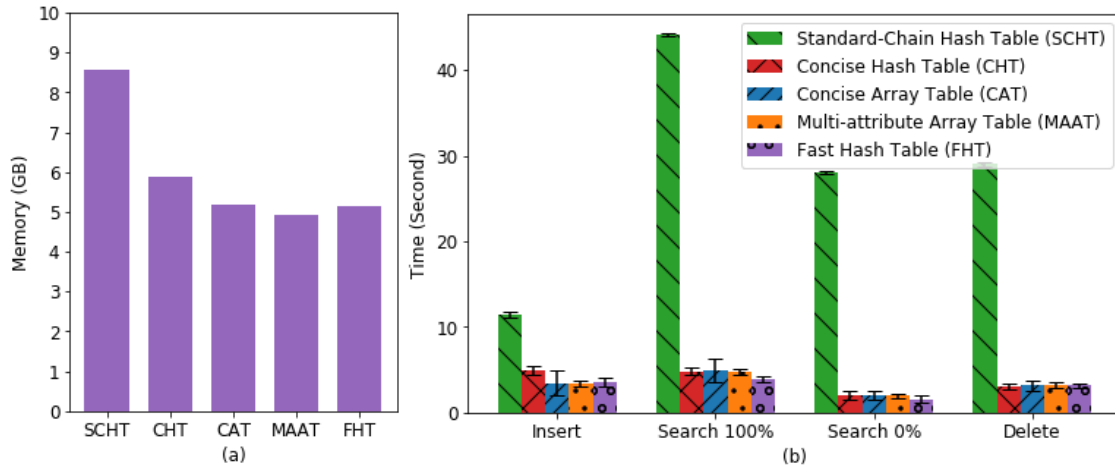 10
9
8
7
6
5
4
3
2
1
0
Memory (GB)
SCHT CHT CAT MAAT FHT
(a)
40
30
20
10
0
Time (Second)
Standard-Chain Hash Table (SCHT)
Concise Hash Table (CHT)
Concise Array Table (CAT)
Multi-attribute Array Table (MAAT)
Fast Hash Table (FHT)
Insert Search 100% Search 0% Delete
(b)